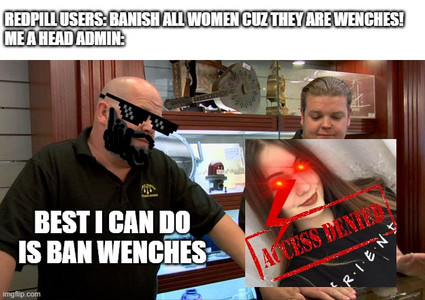 REDPILL USERS: BANISH ALL WOMEN CUZ THEY ARE WENCHES!
ME A HEAD ADMIN:
BEST I CAN DO
IS BAN WENCHES
ACCESS DENIED
FRIEN
imgflip.com